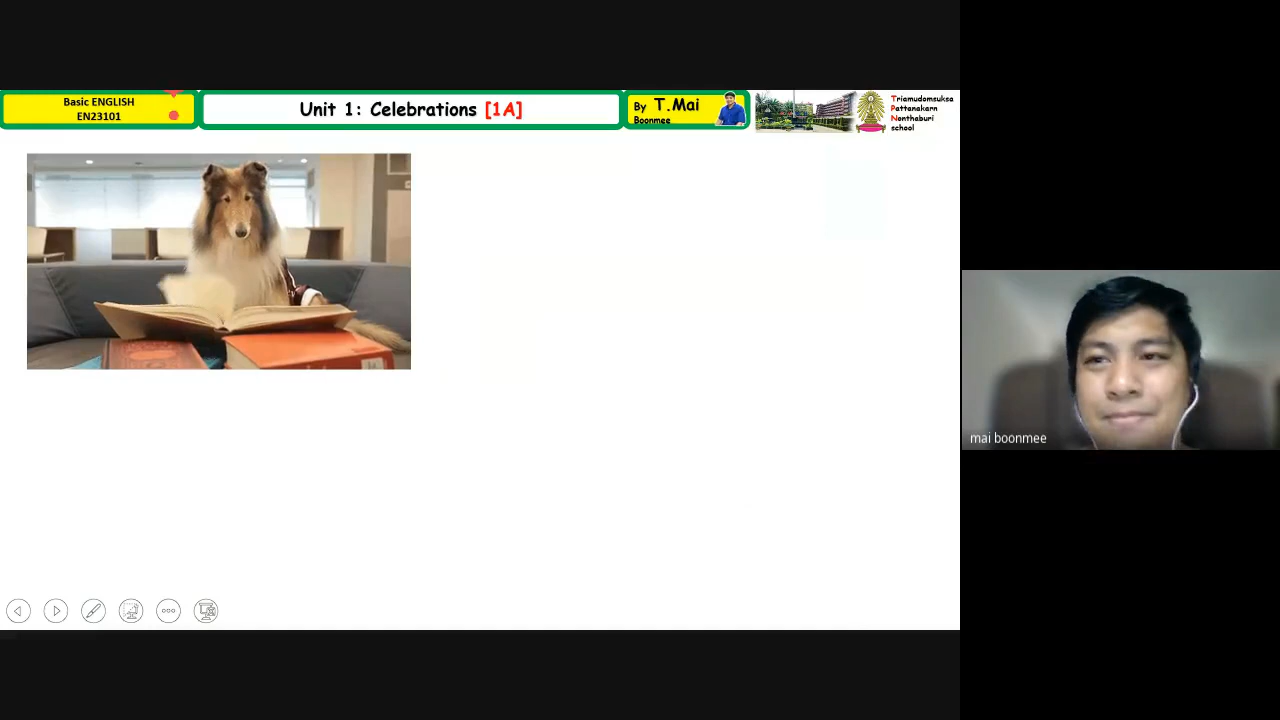 Basic ENGLISH
EN23101
Unit 1: Celebrations [1A]
By T.Mai
Boonmee
Triamudomsuksa
Pattanakarn
Nonthaburi
school
mai boonmee